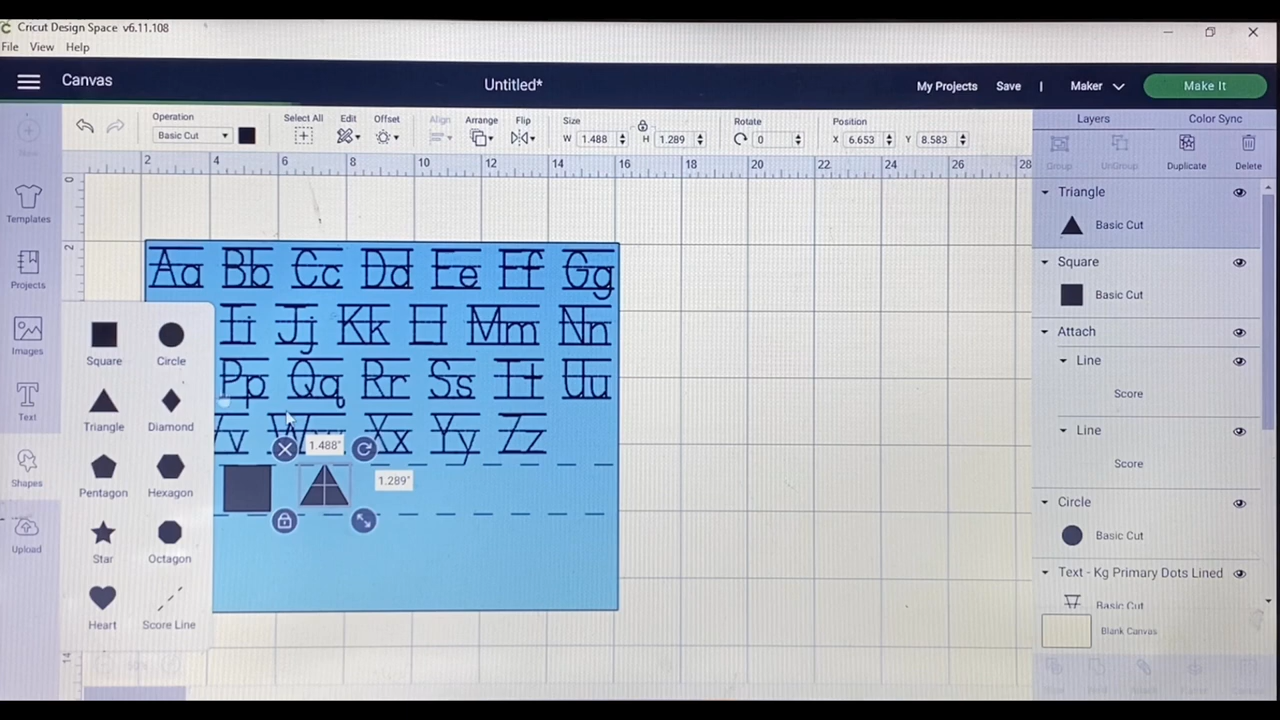 Cricut Design Space v6.11.108
File View Help
Canvas
Untitled*
My Projects Save | Maker Make It
Operation
Basic Cut
Select All Edit Offset Align Arrange Flip
Size
W 1.488 H 1.289
Rotate
0
Position
X 6.653 Y 8.583
Layers Color Sync
Group UnGroup Duplicate Delete
2 4 6 8 10 12 14 16 18 20 22 24 26 28
0
2
14
New
Templates
Projects
Images
Text
Shapes
Upload
Square Circle
Triangle Diamond
Pentagon Hexagon
Star Octagon
Heart Score Line
Aa Bb Cc Dd Ee Ff Gg
Ii Jj Kk Ll Mm Nn
Pp Qq Rr Ss Tt Uu
Xx Yy Zz
1.488"
1.289"
Triangle
Basic Cut
Square
Basic Cut
Attach
Line
Score
Line
Score
Circle
Basic Cut
Text - Kg Primary Dots Lined
Basic Cut
Blank Canvas